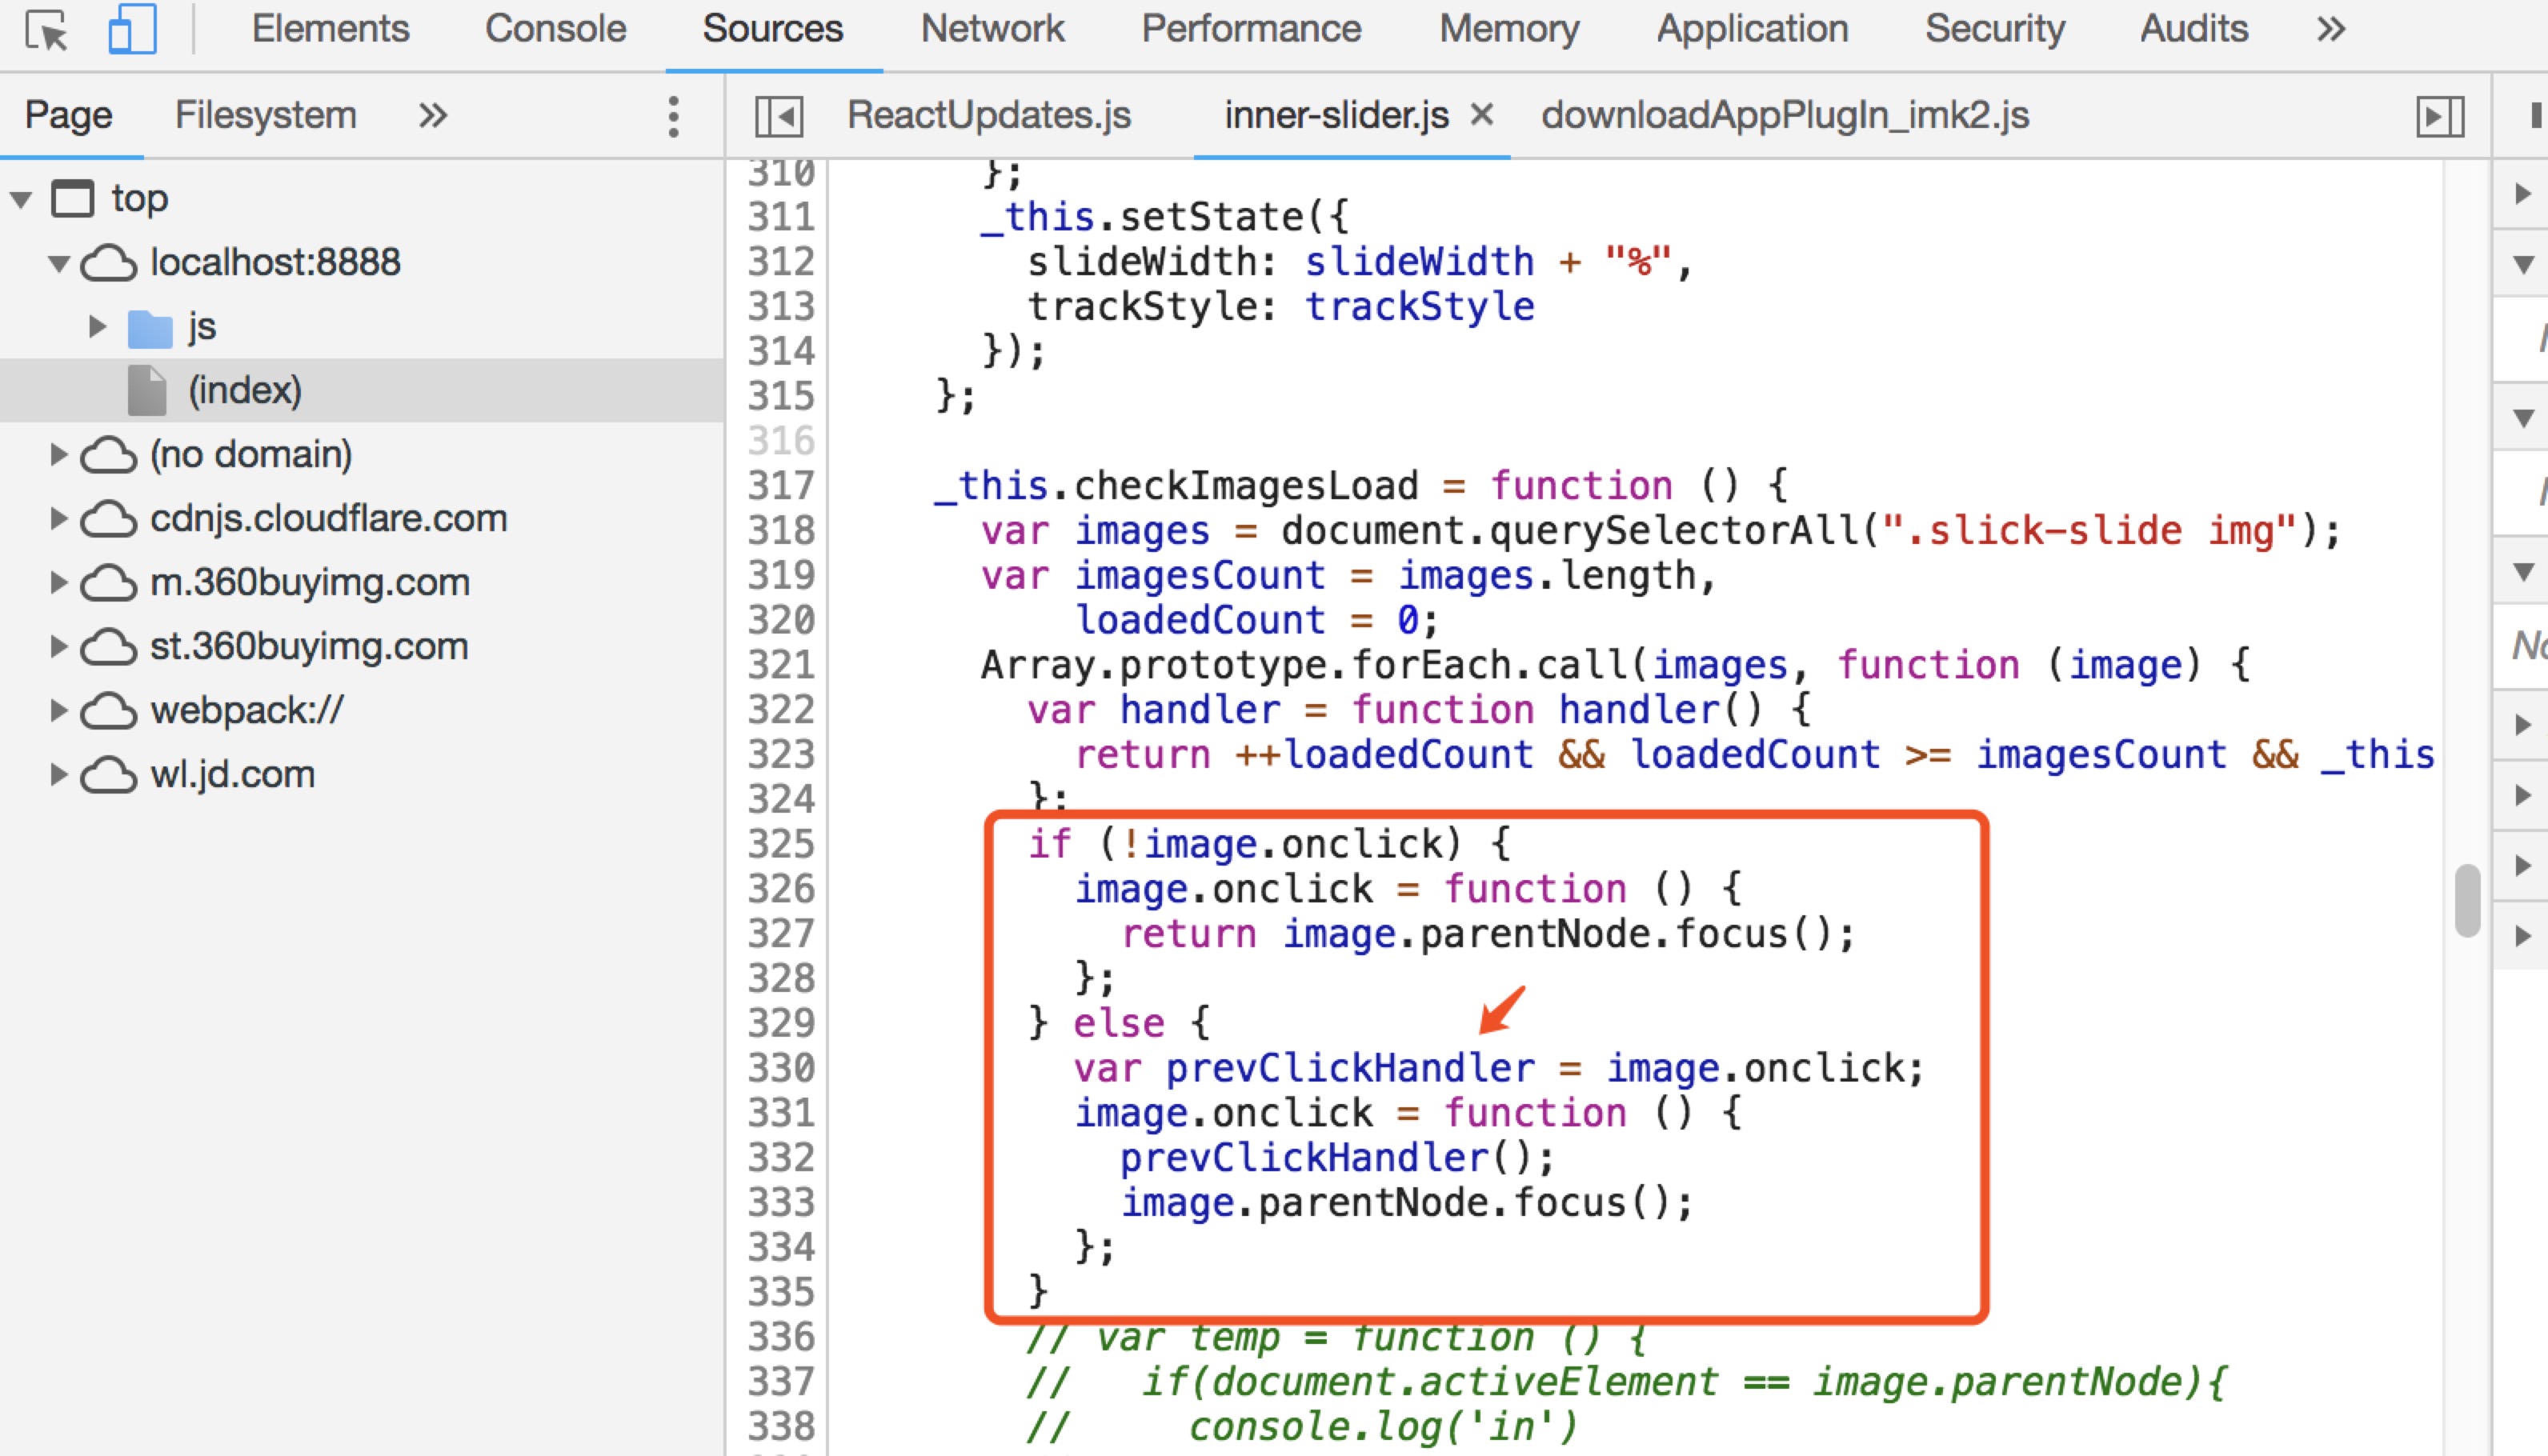 Elements Console Sources Network Performance Memory Application Security Audits »
Page Filesystem »
ReactUpdates.js inner-slider.js × downloadAppPlugIn_imk2.js
top
localhost:8888
js
(index)
(no domain)
cdnjs.cloudflare.com
m.360buyimg.com
st.360buyimg.com
webpack://
wl.jd.com
310 };
311 _this.setState({
312 slideWidth: slideWidth + "%",
313 trackStyle: trackStyle
314 });
315 };
316
317 _this.checkImagesLoad = function () {
318 var images = document.querySelectorAll(".slick-slide img");
319 var imagesCount = images.length,
320 loadedCount = 0;
321 Array.prototype.forEach.call(images, function (image) {
322 var handler = function handler() {
323 return ++loadedCount && loadedCount >= imagesCount && _this
324 };
325 if (!image.onclick) {
326 image.onclick = function () {
327 return image.parentNode.focus();
328 };
329 } else {
330 var prevClickHandler = image.onclick;
331 image.onclick = function () {
332 prevClickHandler();
333 image.parentNode.focus();
334 };
335 }
336 // var temp = function () {
337 // if(document.activeElement == image.parentNode){
338 // console.log('in')